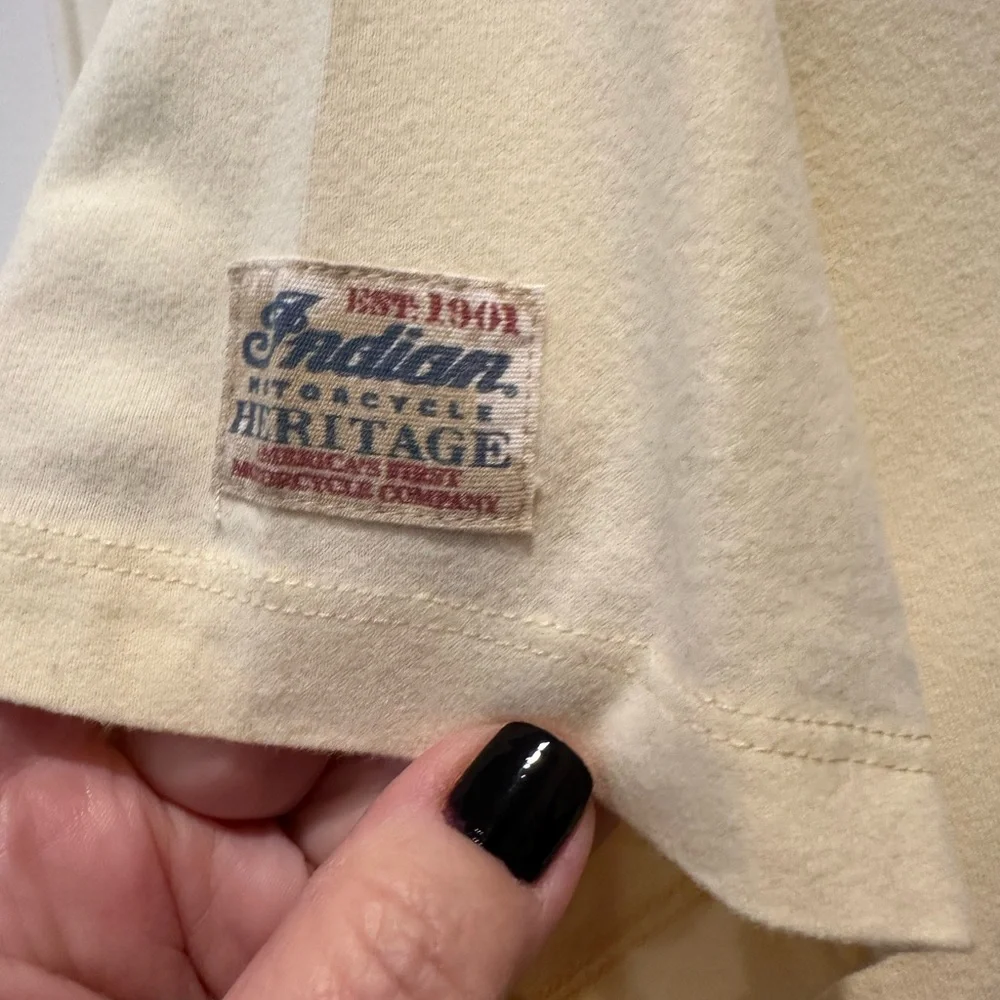 EST. 1901
Indian
MOTORCYCLE
HERITAGE
AMERICA'S FIRST
MOTORCYCLE COMPANY